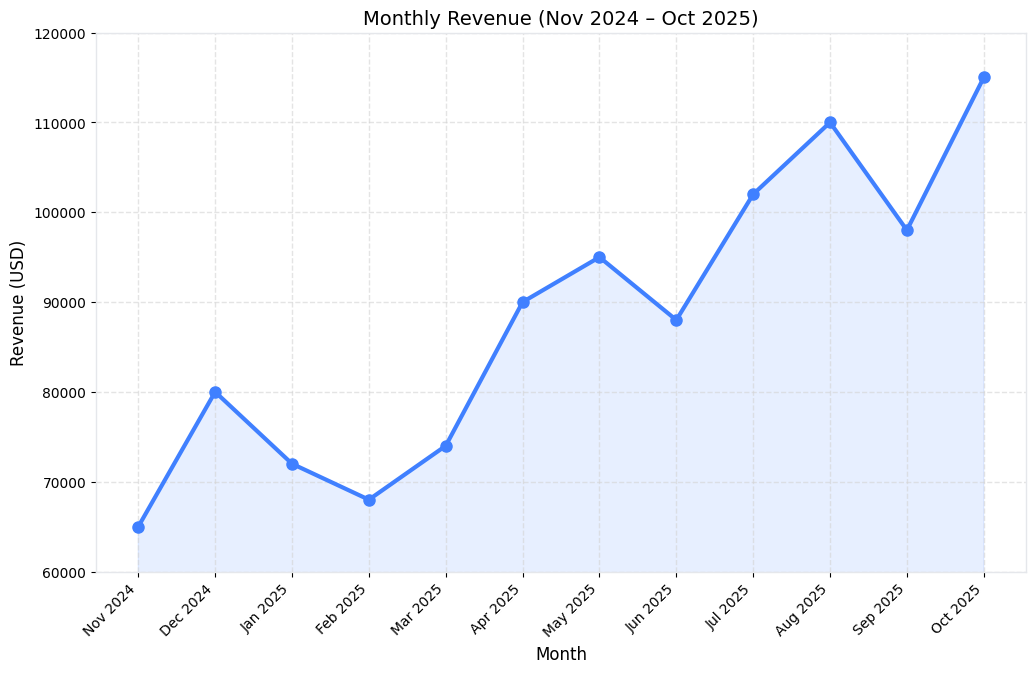 Monthly Revenue (Nov 2024 – Oct 2025)
Revenue (USD)
120000
110000
100000
90000
80000
70000
60000
Nov 2024
Dec 2024
Jan 2025
Feb 2025
Mar 2025
Apr 2025
May 2025
Jun 2025
Jul 2025
Aug 2025
Sep 2025
Oct 2025
Month